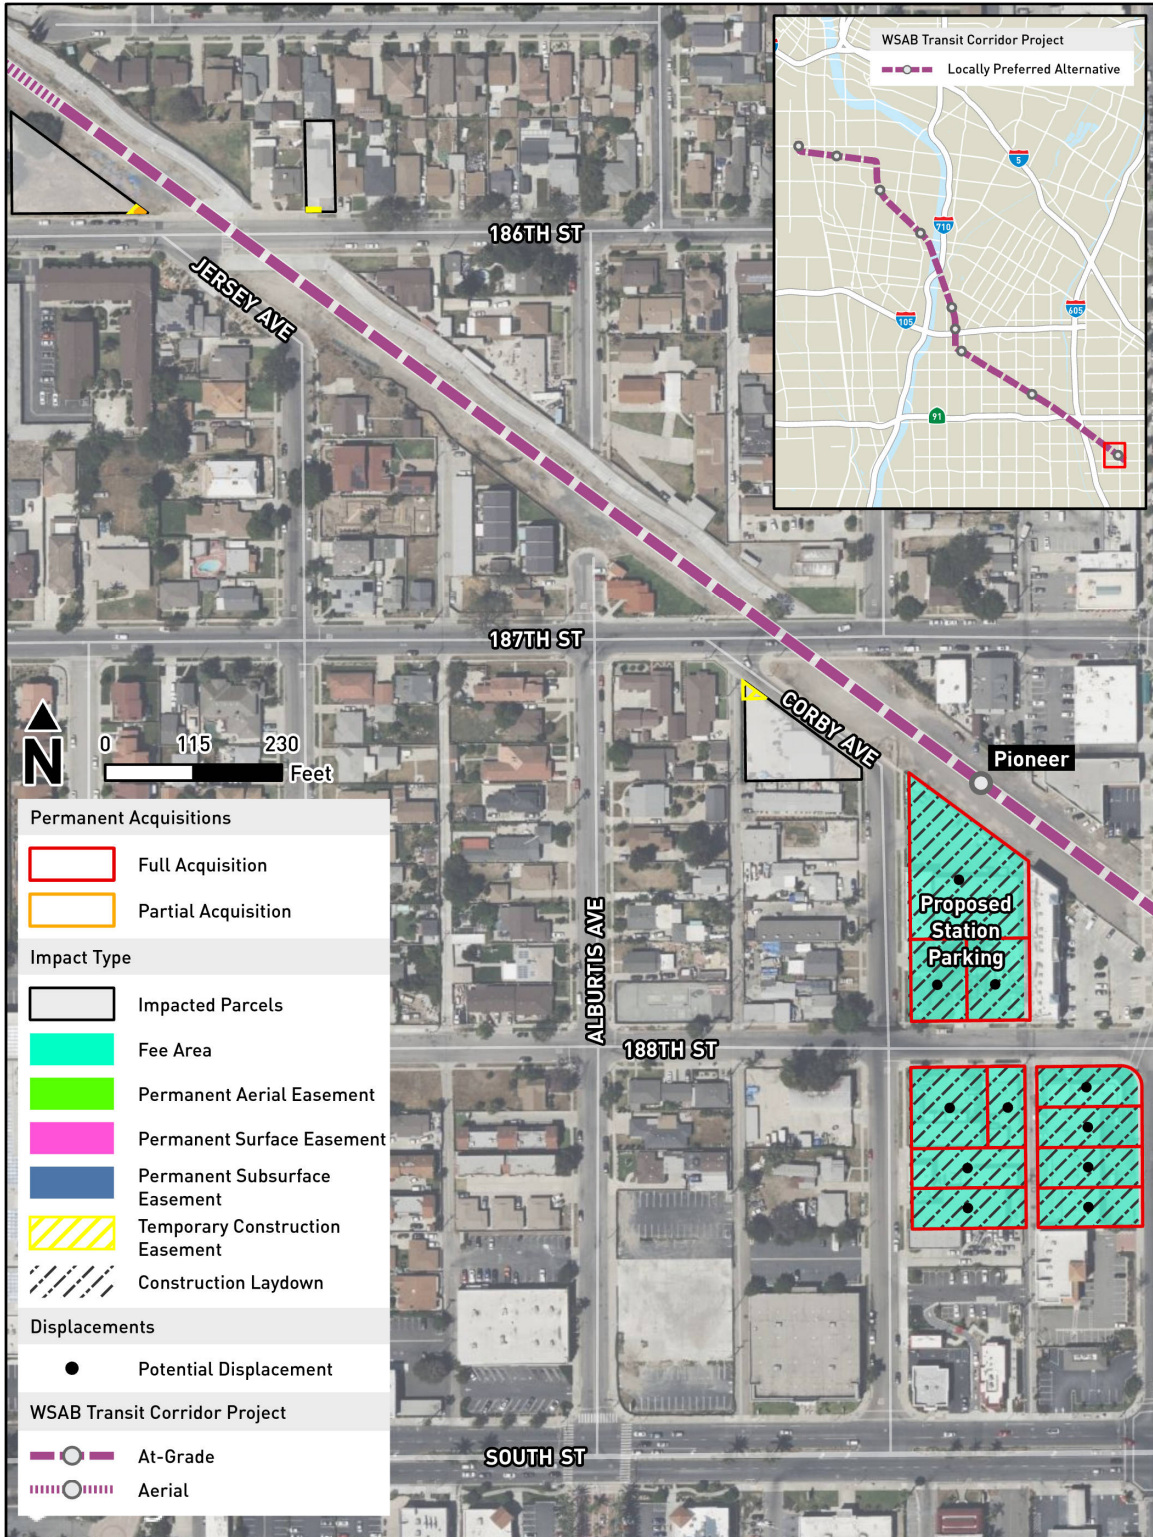 WSAB Transit Corridor Project
Locally Preferred Alternative
5
710
105
605
91
186TH ST
JERSEY AVE
187TH ST
CORBY AVE
Pioneer
N
0 115 230
Feet
Proposed
Station
Parking
ALBURTIS AVE
188TH ST
SOUTH ST
Permanent Acquisitions
Full Acquisition
Partial Acquisition
Impact Type
Impacted Parcels
Fee Area
Permanent Aerial Easement
Permanent Surface Easement
Permanent Subsurface
Easement
Temporary Construction
Easement
Construction Laydown
Displacements
Potential Displacement
WSAB Transit Corridor Project
At-Grade
Aerial